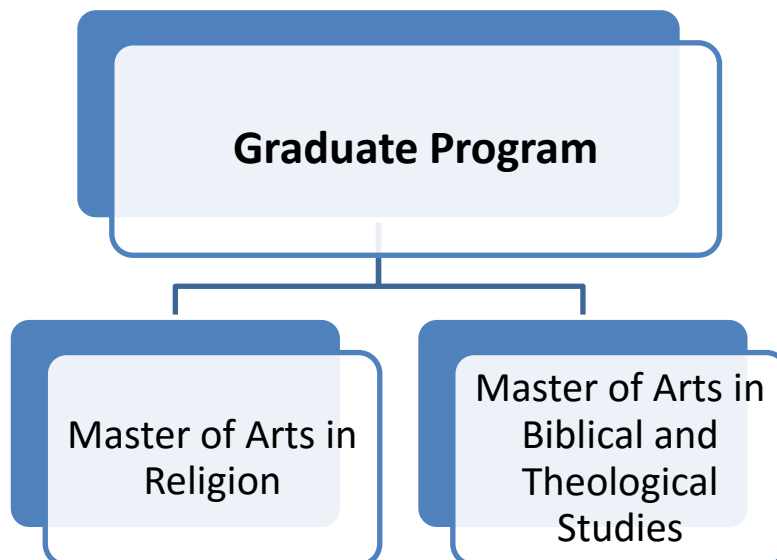 Graduate Program
Master of Arts in
Religion
Master of Arts in
Biblical and
Theological
Studies